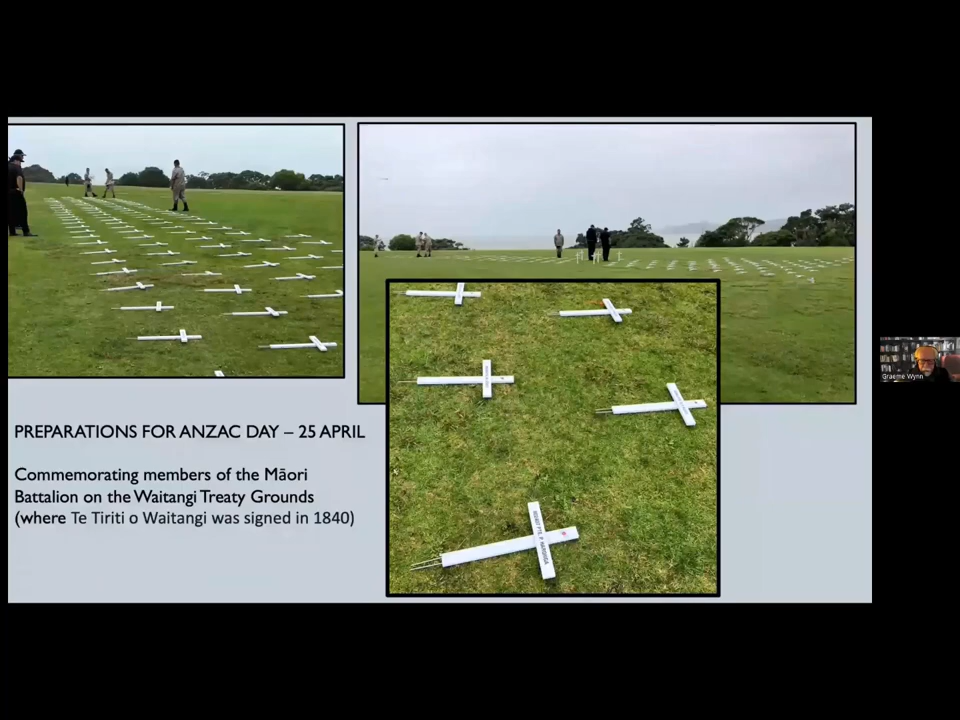 PREPARATIONS FOR ANZAC DAY – 25 APRIL
Commemorating members of the Māori
Battalion on the Waitangi Treaty Grounds
(where Te Tiriti o Waitangi was signed in 1840)
Graeme Wynn